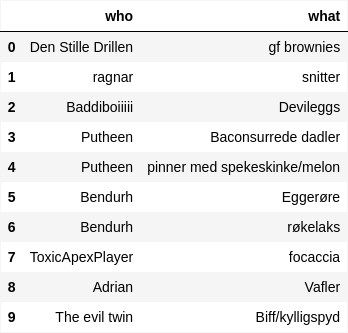 who what
0 Den Stille Drillen gf brownies
1 ragnar snitter
2 Baddiboiiiii Devileggs
3 Putheen Baconsurrede dadler
4 Putheen pinner med spekeskinke/melon
5 Bendurh Eggerøre
6 Bendurh røkelaks
7 ToxicApexPlayer focaccia
8 Adrian Vafler
9 The evil twin Biff/kylligspyd